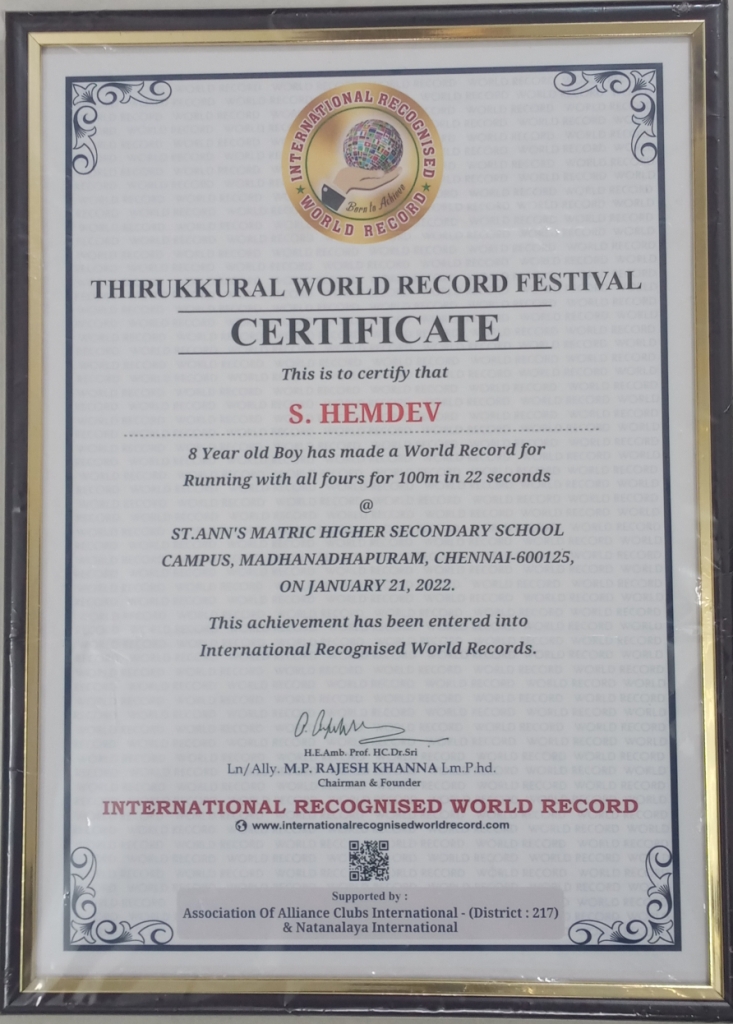 INTERNATIONAL RECOGNISED
Born to Achieve
WORLD RECORD
THIRUKKURAL WORLD RECORD FESTIVAL
CERTIFICATE
This is to certify that
S. HEMDEV
8 Year old Boy has made a World Record for
Running with all fours for 100m in 22 seconds
@
ST.ANN'S MATRIC HIGHER SECONDARY SCHOOL
CAMPUS, MADHANADHAPURAM, CHENNAI-600125,
ON JANUARY 21, 2022.
This achievement has been entered into
International Recognised World Records.
H.E.Amb. Prof. HC.Dr.Sri
Ln/Ally. M.P. RAJESH KHANNA Lm.P.hd.
Chairman & Founder
INTERNATIONAL RECOGNISED WORLD RECORD
www.internationalrecognisedworldrecord.com
Supported by :
Association Of Alliance Clubs International - (District : 217)
& Natanalaya International